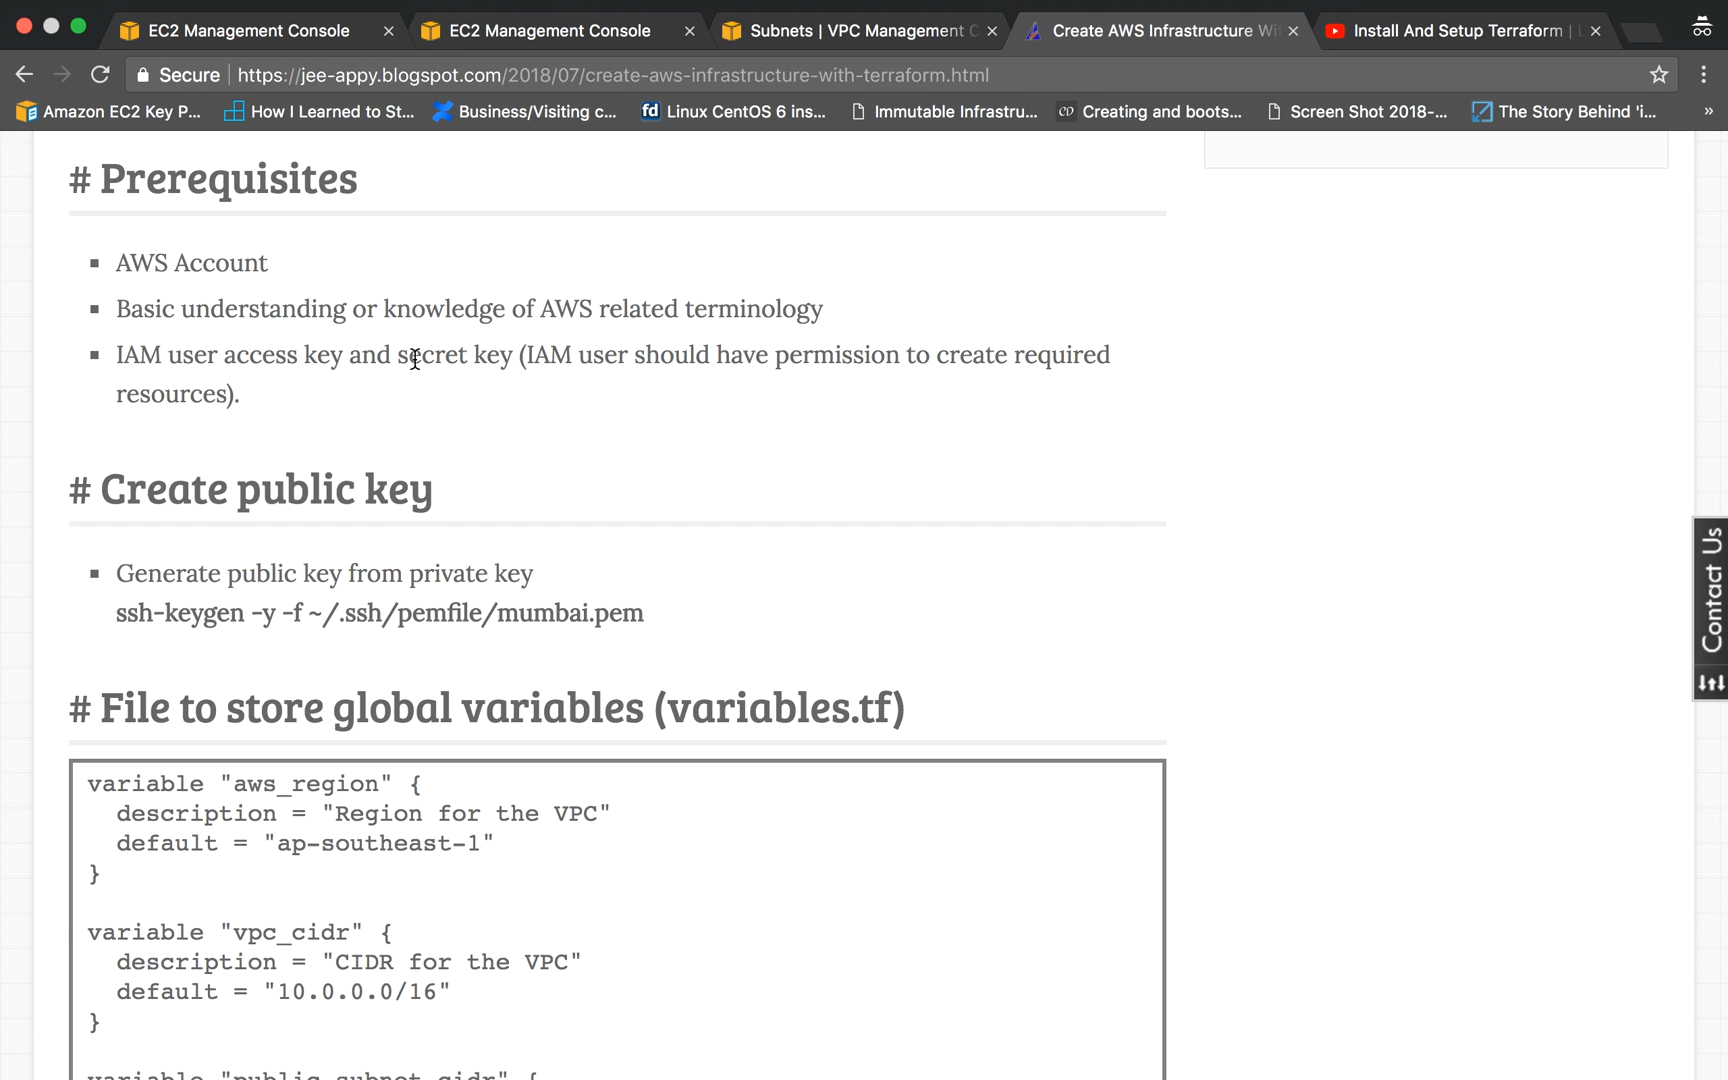 EC2 Management Console
EC2 Management Console
Subnets | VPC Management C
Create AWS Infrastructure Wi
Install And Setup Terraform |
Secure
https://jee-appy.blogspot.com/2018/07/create-aws-infrastructure-with-terraform.html
Amazon EC2 Key P...
How I Learned to St...
Business/Visiting c...
fd Linux CentOS 6 ins...
Immutable Infrastru...
Creating and boots...
Screen Shot 2018-...
The Story Behind 'i...
»
# Prerequisites
AWS Account
Basic understanding or knowledge of AWS related terminology
IAM user access key and secret key (IAM user should have permission to create required
resources).
# Create public key
Generate public key from private key
ssh-keygen -y -f ~/.ssh/pemfile/mumbai.pem
# File to store global variables (variables.tf)
variable "aws_region" {
description = "Region for the VPC"
default = "ap-southeast-1"
}
variable "vpc_cidr" {
description = "CIDR for the VPC"
default = "10.0.0.0/16"
}
variable "public_subnet_cidr" {
Contact Us